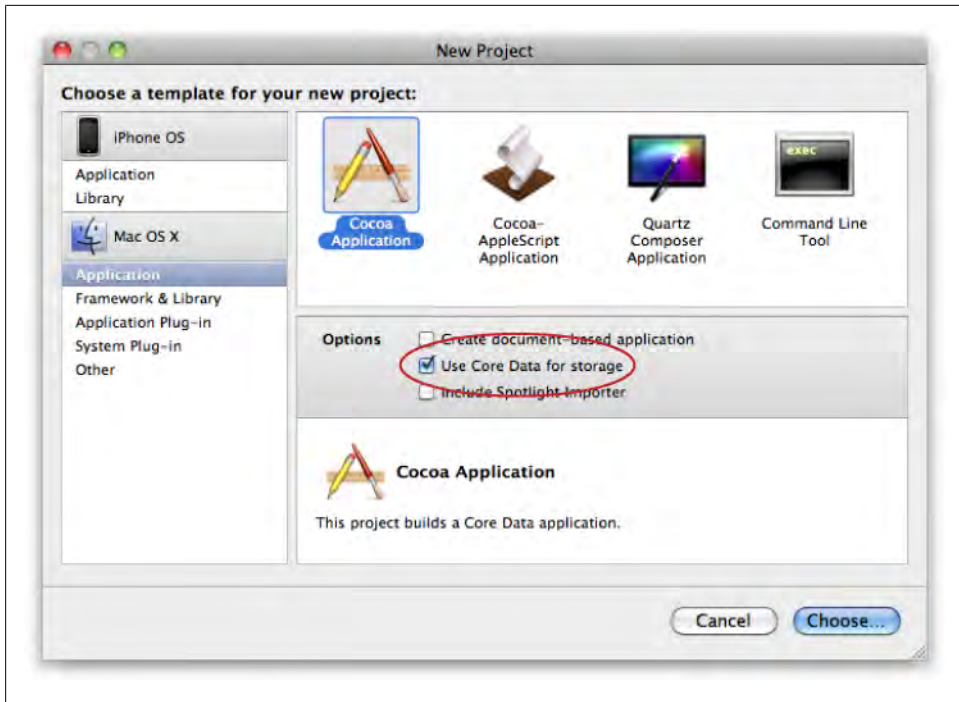 New Project
Choose a template for your new project:
iPhone OS
Application
Library
Mac OS X
Application
Framework & Library
Application Plug-in
System Plug-in
Other
Cocoa
Application
Cocoa-
AppleScript
Application
Quartz
Composer
Application
exec
Command Line
Tool
Options
Create document-based application
Use Core Data for storage
Include Spotlight Importer
Cocoa Application
This project builds a Core Data application.
Cancel
Choose...